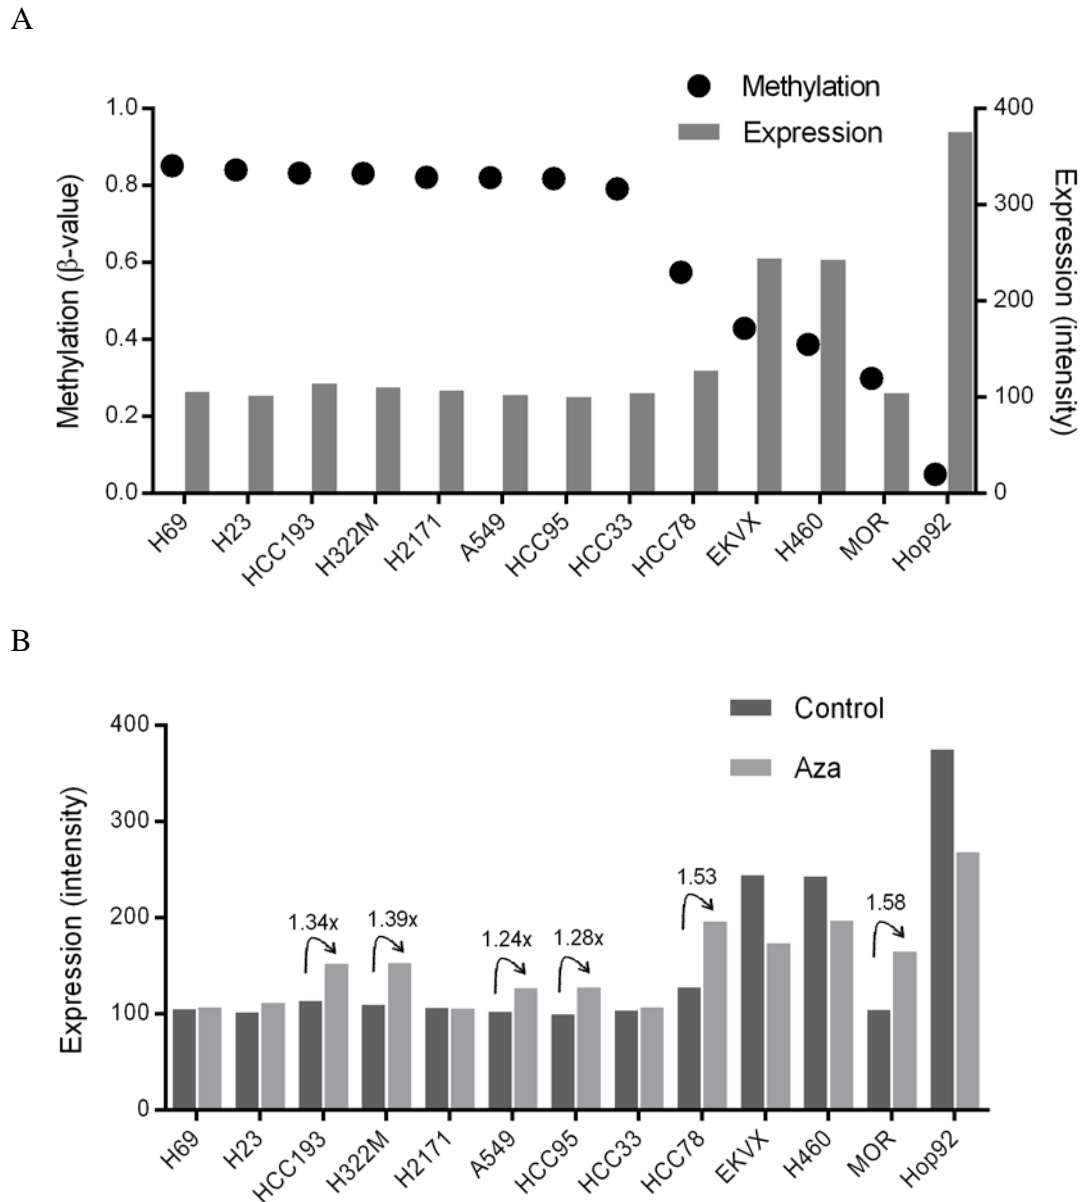 A
Methylation
Expression
1.0
0.8
0.6
0.4
0.2
0.0
Methylation (β-value)
400
300
200
100
0
Expression (intensity)
H69
H23
HCC193
H322M
H2171
A549
HCC95
HCC33
HCC78
EKVX
H460
MOR
Hop92
B
Control
Aza
400
300
200
100
0
Expression (intensity)
1.34x
1.39x
1.24x
1.28x
1.53
1.58
H69
H23
HCC193
H322M
H2171
A549
HCC95
HCC33
HCC78
EKVX
H460
MOR
Hop92